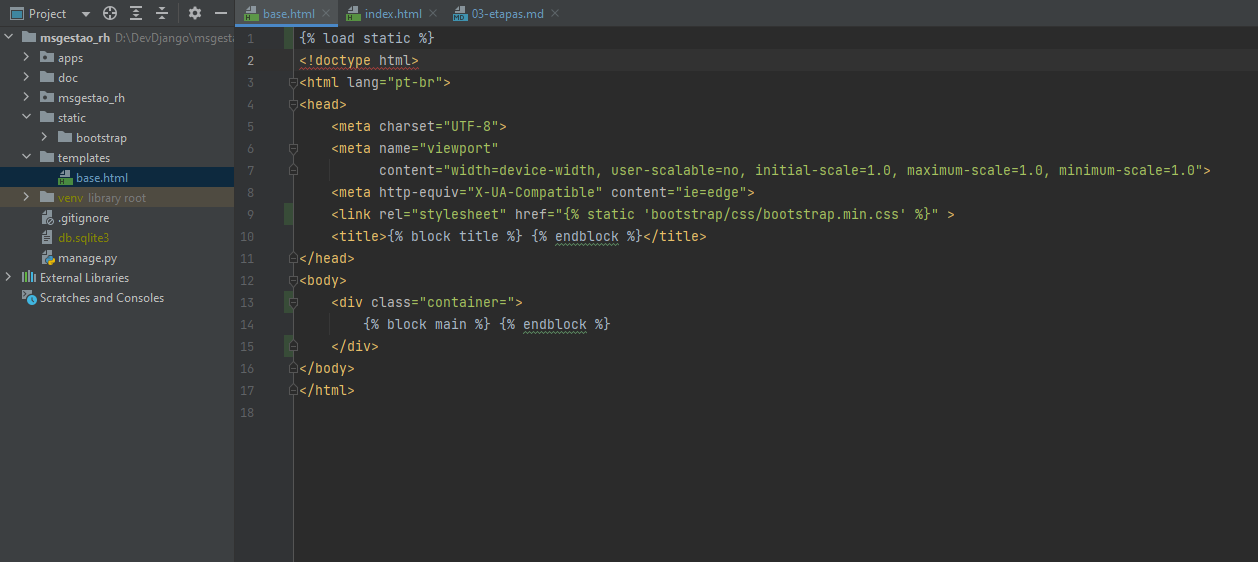 Project
base.html
index.html
03-etapas.md
msgestao_rh D:\DevDjango\msgesta
apps
doc
msgestao_rh
static
bootstrap
templates
base.html
venv library root
.gitignore
db.sqlite3
manage.py
External Libraries
Scratches and Consoles
1 {% load static %}
2 <!doctype html>
3 <html lang="pt-br">
4 <head>
5 <meta charset="UTF-8">
6 <meta name="viewport"
7 content="width=device-width, user-scalable=no, initial-scale=1.0, maximum-scale=1.0, minimum-scale=1.0">
8 <meta http-equiv="X-UA-Compatible" content="ie=edge">
9 <link rel="stylesheet" href="{% static 'bootstrap/css/bootstrap.min.css' %}" >
10 <title>{% block title %} {% endblock %}</title>
11 </head>
12 <body>
13 <div class="container=">
14 {% block main %} {% endblock %}
15 </div>
16 </body>
17 </html>
18